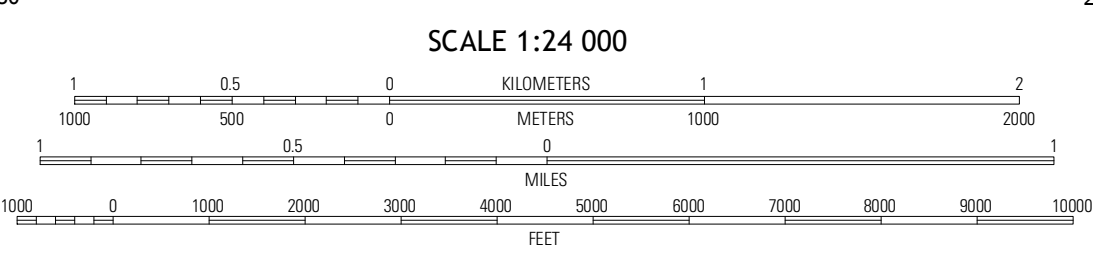 SCALE 1:24 000
1 0.5 0 KILOMETERS 1 2
1000 500 0 METERS 1000 2000
1 0.5 0 1
MILES
1000 0 1000 2000 3000 4000 5000 6000 7000 8000 9000 10000
FEET